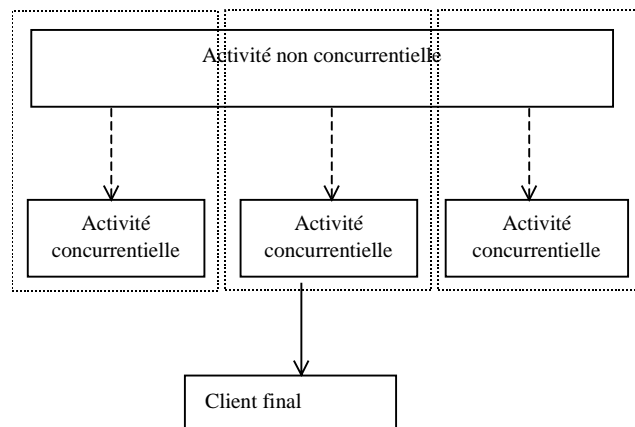 Activité non concurrentielle
Activité
concurrentielle
Activité
concurrentielle
Activité
concurrentielle
Client final